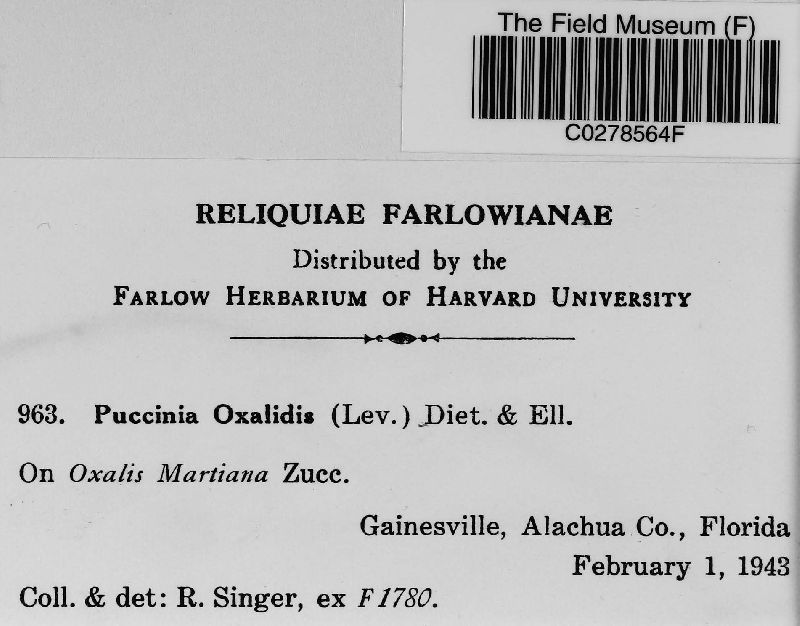 The Field Museum (F)
C0278564F
RELIQUIAE FARLOWIANAE
Distributed by the
FARLOW HERBARIUM OF HARVARD UNIVERSITY
963. Puccinia Oxalidis (Lev.) Diet. & Ell.
On Oxalis Martiana Zucc.
Gainesville, Alachua Co., Florida
February 1, 1943
Coll. & det: R. Singer, ex F 1780.